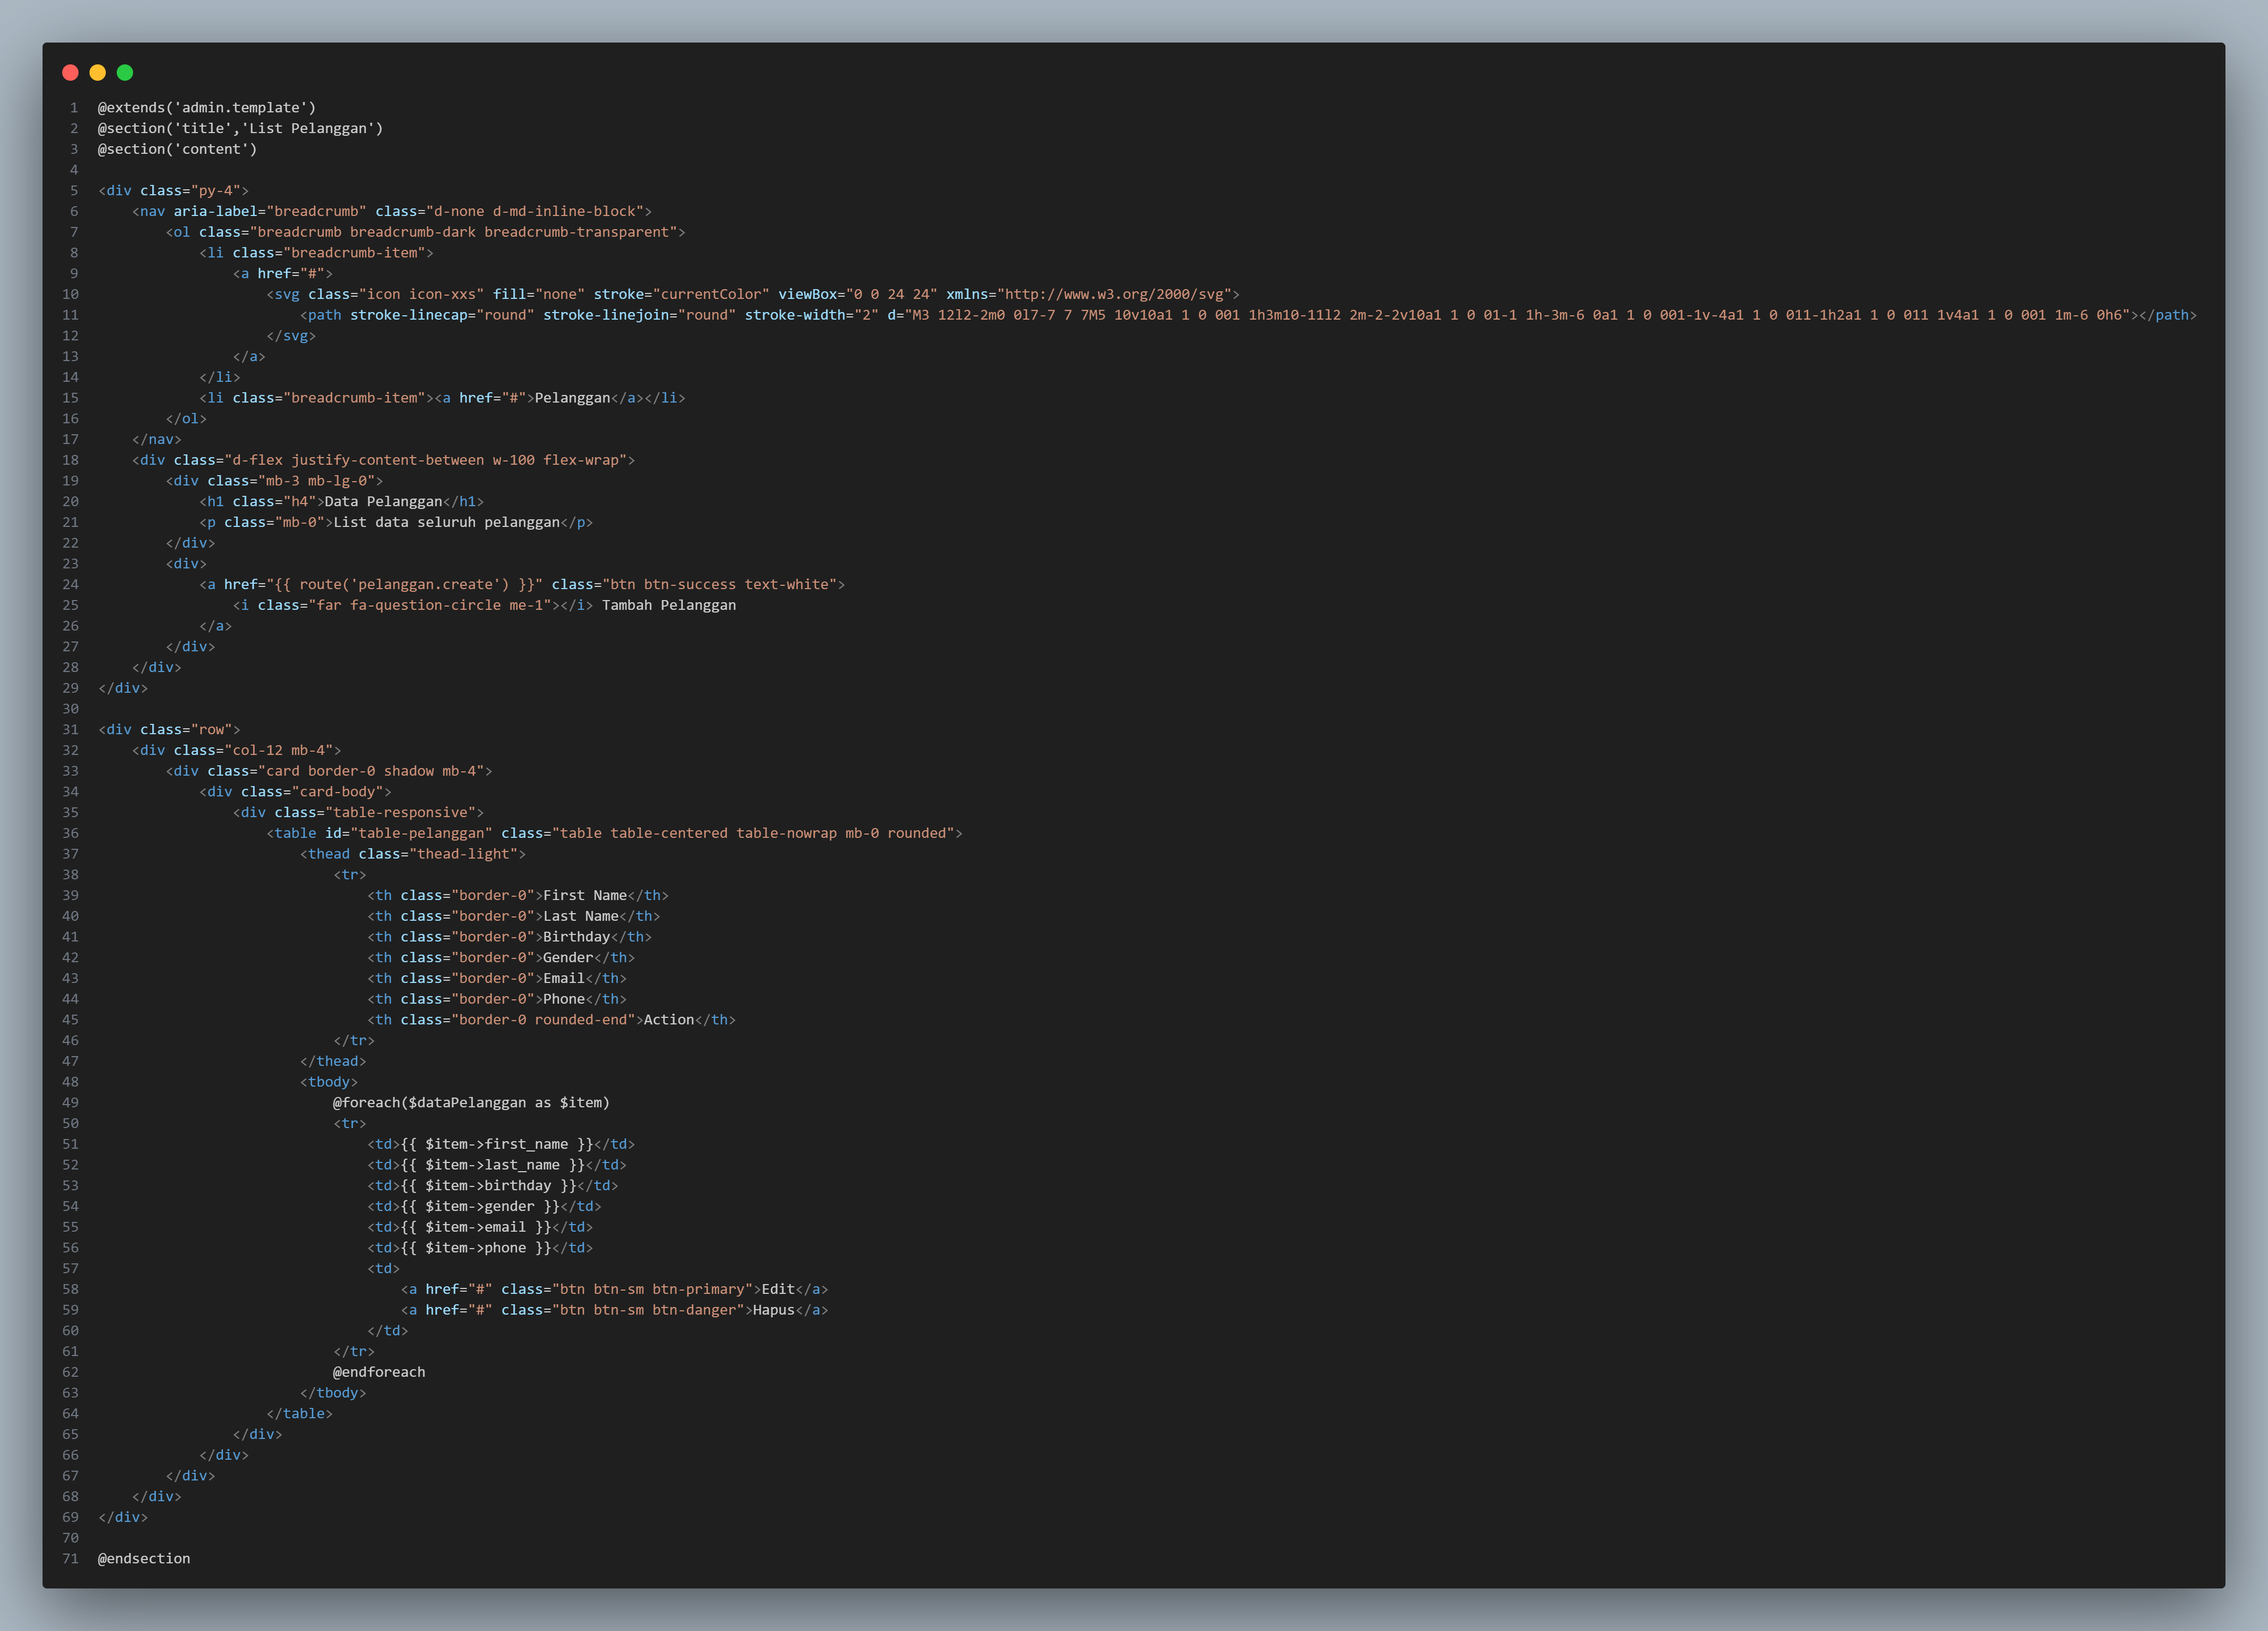 1 @extends('admin.template')
2 @section('title','List Pelanggan')
3 @section('content')
4
5 <div class="py-4">
6     <nav aria-label="breadcrumb" class="d-none d-md-inline-block">
7         <ol class="breadcrumb breadcrumb-dark breadcrumb-transparent">
8             <li class="breadcrumb-item">
9                 <a href="#">
10                     <svg class="icon icon-xxs" fill="none" stroke="currentColor" viewBox="0 0 24 24" xmlns="http://www.w3.org/2000/svg">
11                         <path stroke-linecap="round" stroke-linejoin="round" stroke-width="2" d="M3 12l2-2m0 0l7-7 7 7M5 10v10a1 1 0 001 1h3m10-11l2 2m-2-2v10a1 1 0 01-1 1h-3m-6 0a1 1 0 001-1v-4a1 1 0 011-1h2a1 1 0 011 1v4a1 1 0 001 1m-6 0h6"></path>
12                     </svg>
13                 </a>
14             </li>
15             <li class="breadcrumb-item"><a href="#">Pelanggan</a></li>
16         </ol>
17     </nav>
18     <div class="d-flex justify-content-between w-100 flex-wrap">
19         <div class="mb-3 mb-lg-0">
20             <h1 class="h4">Data Pelanggan</h1>
21             <p class="mb-0">List data seluruh pelanggan</p>
22         </div>
23         <div>
24             <a href="{{ route('pelanggan.create') }}" class="btn btn-success text-white">
25                 <i class="far fa-question-circle me-1"></i> Tambah Pelanggan
26             </a>
27         </div>
28     </div>
29 </div>
30
31 <div class="row">
32     <div class="col-12 mb-4">
33         <div class="card border-0 shadow mb-4">
34             <div class="card-body">
35                 <div class="table-responsive">
36                     <table id="table-pelanggan" class="table table-centered table-nowrap mb-0 rounded">
37                         <thead class="thead-light">
38                             <tr>
39                                 <th class="border-0">First Name</th>
40                                 <th class="border-0">Last Name</th>
41                                 <th class="border-0">Birthday</th>
42                                 <th class="border-0">Gender</th>
43                                 <th class="border-0">Email</th>
44                                 <th class="border-0">Phone</th>
45                                 <th class="border-0 rounded-end">Action</th>
46                             </tr>
47                         </thead>
48                         <tbody>
49                             @foreach($dataPelanggan as $item)
50                             <tr>
51                                 <td>{{ $item->first_name }}</td>
52                                 <td>{{ $item->last_name }}</td>
53                                 <td>{{ $item->birthday }}</td>
54                                 <td>{{ $item->gender }}</td>
55                                 <td>{{ $item->email }}</td>
56                                 <td>{{ $item->phone }}</td>
57                                 <td>
58                                     <a href="#" class="btn btn-sm btn-primary">Edit</a>
59                                     <a href="#" class="btn btn-sm btn-danger">Hapus</a>
60                                 </td>
61                             </tr>
62                             @endforeach
63                         </tbody>
64                     </table>
65                 </div>
66             </div>
67         </div>
68     </div>
69 </div>
70
71 @endsection